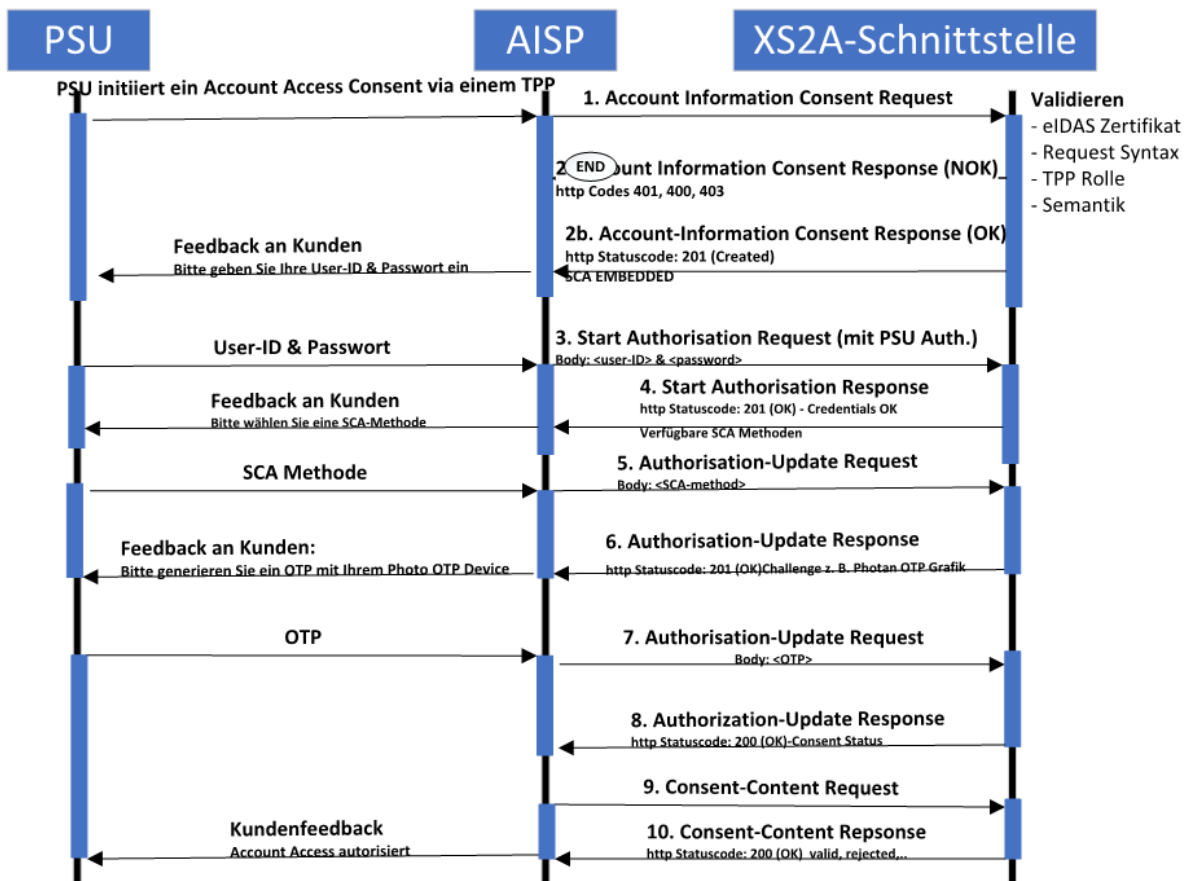 PSU
AISP
XS2A-Schnittstelle
PSU initiiert ein Account Access Consent via einem TPP
1. Account Information Consent Request
Validieren
- eIDAS Zertifikat
- Request Syntax
- TPP Rolle
- Semantik
END
2 ount Information Consent Response (NOK)
http Codes 401, 400, 403
2b. Account-Information Consent Response (OK)
http Statuscode: 201 (Created)
SCA EMBEDDED
Feedback an Kunden
Bitte geben Sie Ihre User-ID & Passwort ein
User-ID & Passwort
3. Start Authorisation Request (mit PSU Auth.)
Body: <user-ID> & <password>
4. Start Authorisation Response
http Statuscode: 201 (OK) - Credentials OK
Verfügbare SCA Methoden
Feedback an Kunden
Bitte wählen Sie eine SCA-Methode
SCA Methode
5. Authorisation-Update Request
Body: <SCA-method>
6. Authorisation-Update Response
http Statuscode: 201 (OK)Challenge z. B. Photan OTP Grafik
Feedback an Kunden:
Bitte generieren Sie ein OTP mit Ihrem Photo OTP Device
OTP
7. Authorisation-Update Request
Body: <OTP>
8. Authorization-Update Response
http Statuscode: 200 (OK)-Consent Status
9. Consent-Content Request
10. Consent-Content Repsonse
http Statuscode: 200 (OK) valid, rejected,..
Kundenfeedback
Account Access autorisiert